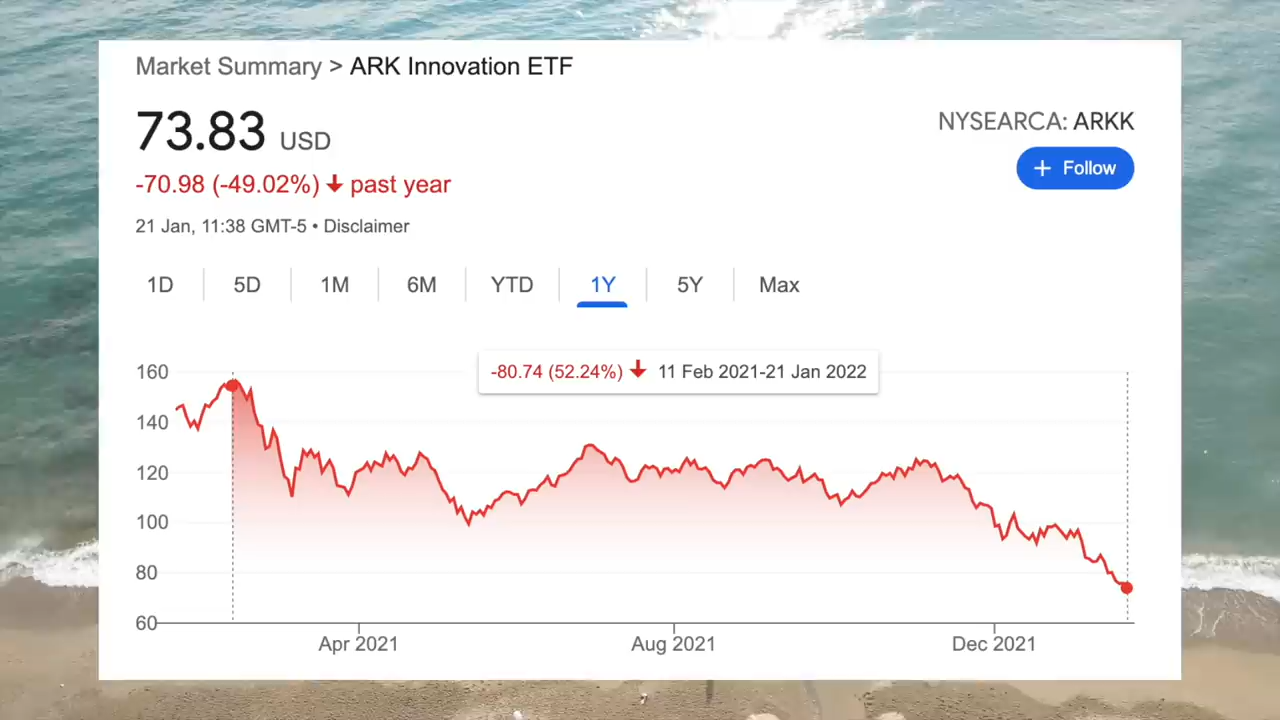 Market Summary > ARK Innovation ETF
73.83 USD
NYSEARCA: ARKK
-70.98 (-49.02%) ↓ past year
+ Follow
21 Jan, 11:38 GMT-5 • Disclaimer
1D 5D 1M 6M YTD 1Y 5Y Max
-80.74 (52.24%) ↓ 11 Feb 2021-21 Jan 2022
160
140
120
100
80
60
Apr 2021 Aug 2021 Dec 2021